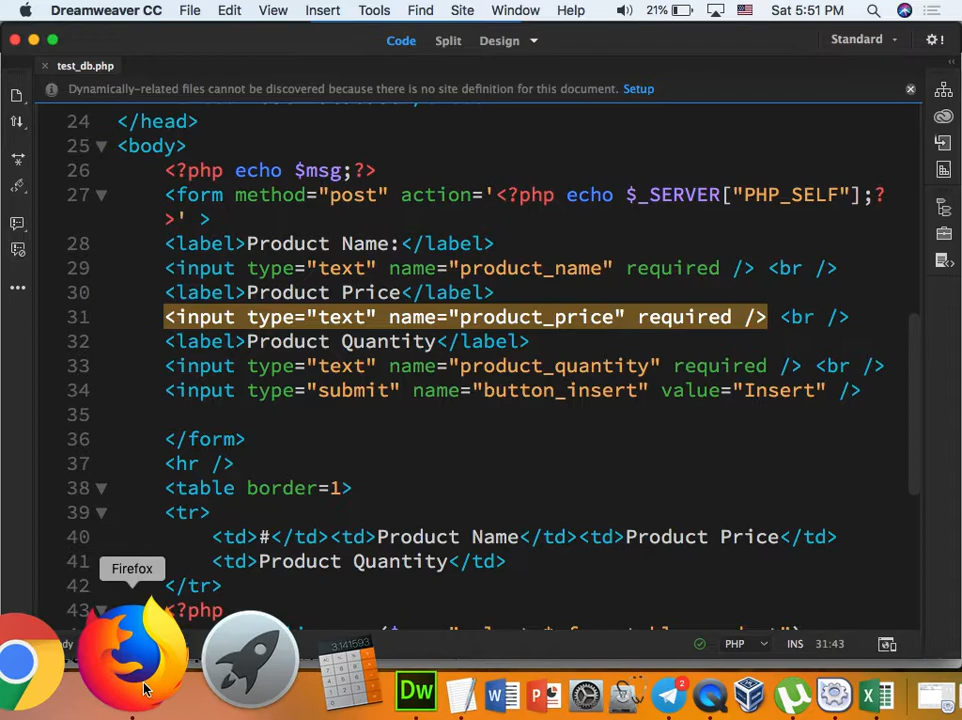 Dreamweaver CC File Edit View Insert Tools Find Site Window Help 21% Sat 5:51 PM
Code Split Design Standard
test_db.php
Dynamically-related files cannot be discovered because there is no site definition for this document. Setup
24 </head>
25 <body>
26 <?php echo $msg;?>
27 <form method="post" action='<?php echo $_SERVER["PHP_SELF"];?
>' >
28 <label>Product Name:</label>
29 <input type="text" name="product_name" required /> <br />
30 <label>Product Price</label>
31 <input type="text" name="product_price" required /> <br />
32 <label>Product Quantity</label>
33 <input type="text" name="product_quantity" required /> <br />
34 <input type="submit" name="button_insert" value="Insert" />
35
36 </form>
37 <hr />
38 <table border=1>
39 <tr>
40 <td>#</td><td>Product Name</td><td>Product Price</td>
41 <td>Product Quantity</td>
42 </tr>
43 <?php
Firefox
PHP INS 31:43
3.141593
Dw
2